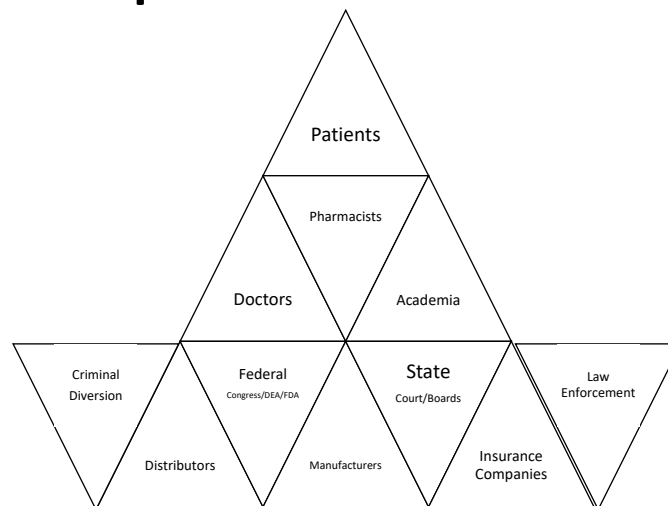 Patients
Pharmacists
Doctors
Academia
Criminal
Diversion
Federal
Congress/DEA/FDA
State
Court/Boards
Law
Enforcement
Distributors
Manufacturers
Insurance
Companies